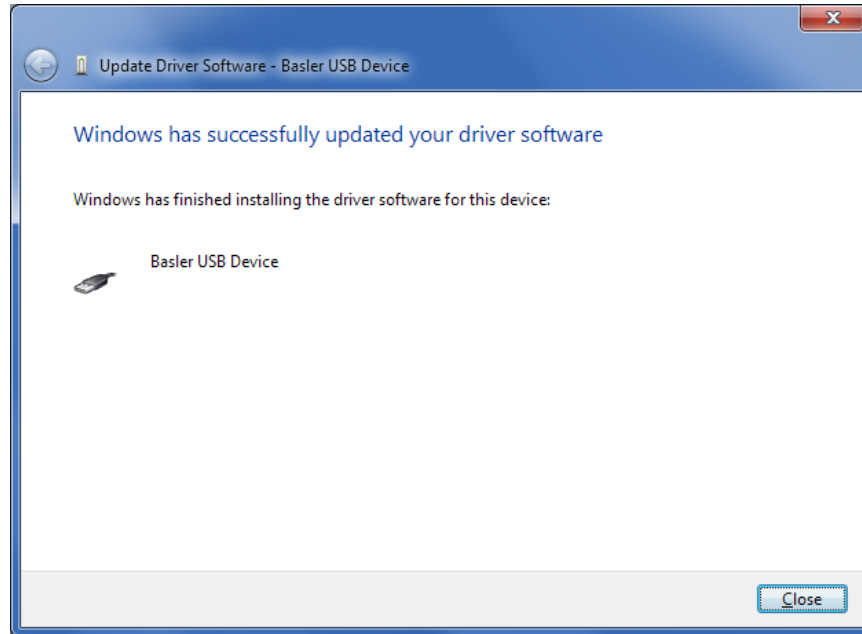 Update Driver Software - Basler USB Device
Windows has successfully updated your driver software
Windows has finished installing the driver software for this device:
Basler USB Device
Close